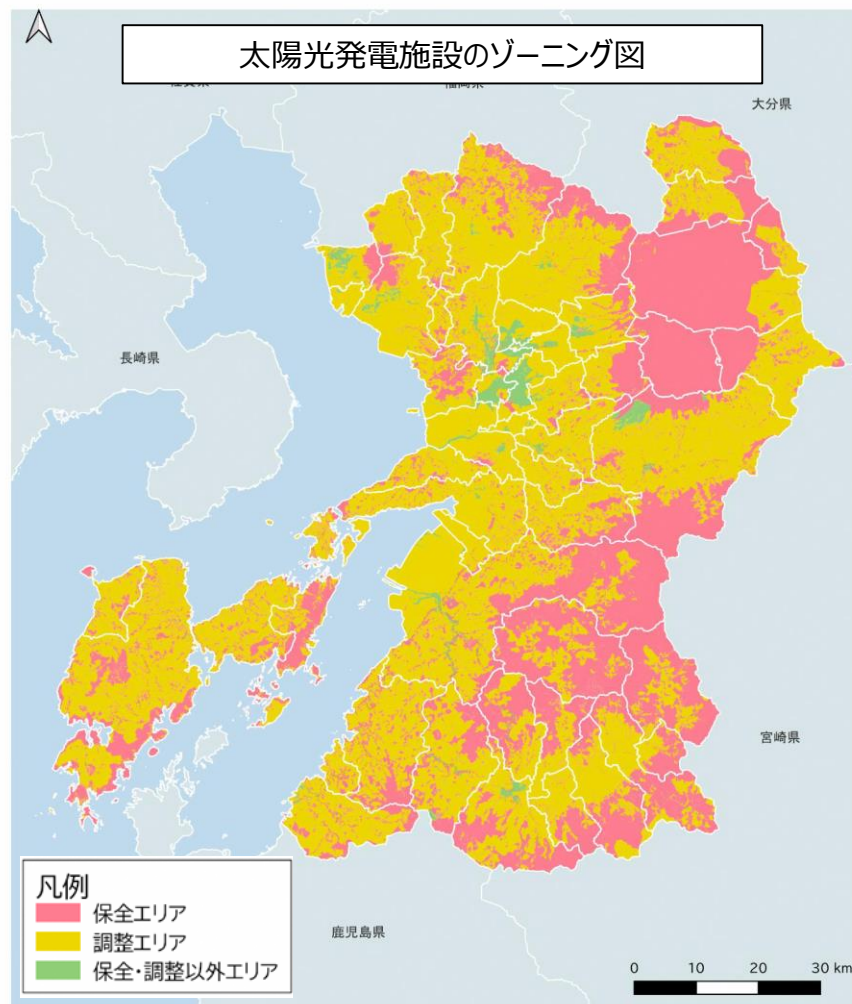 太陽光発電施設のゾーニング図
大分県
長崎県
宮崎県
鹿児島県
凡例
保全エリア
調整エリア
保全・調整以外エリア
0 10 20 30 km